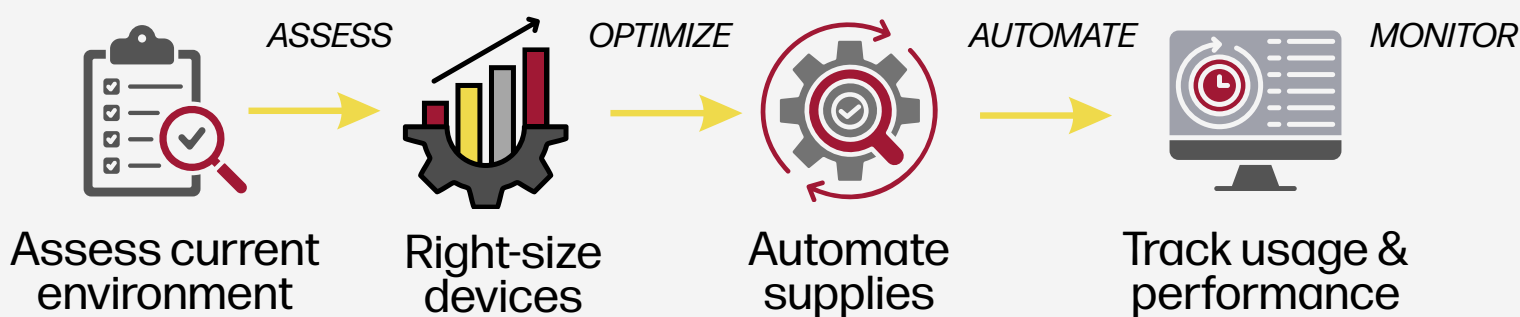 ASSESS
OPTIMIZE
AUTOMATE
MONITOR
Assess current
environment
Right-size
devices
Automate
supplies
Track usage &
performance